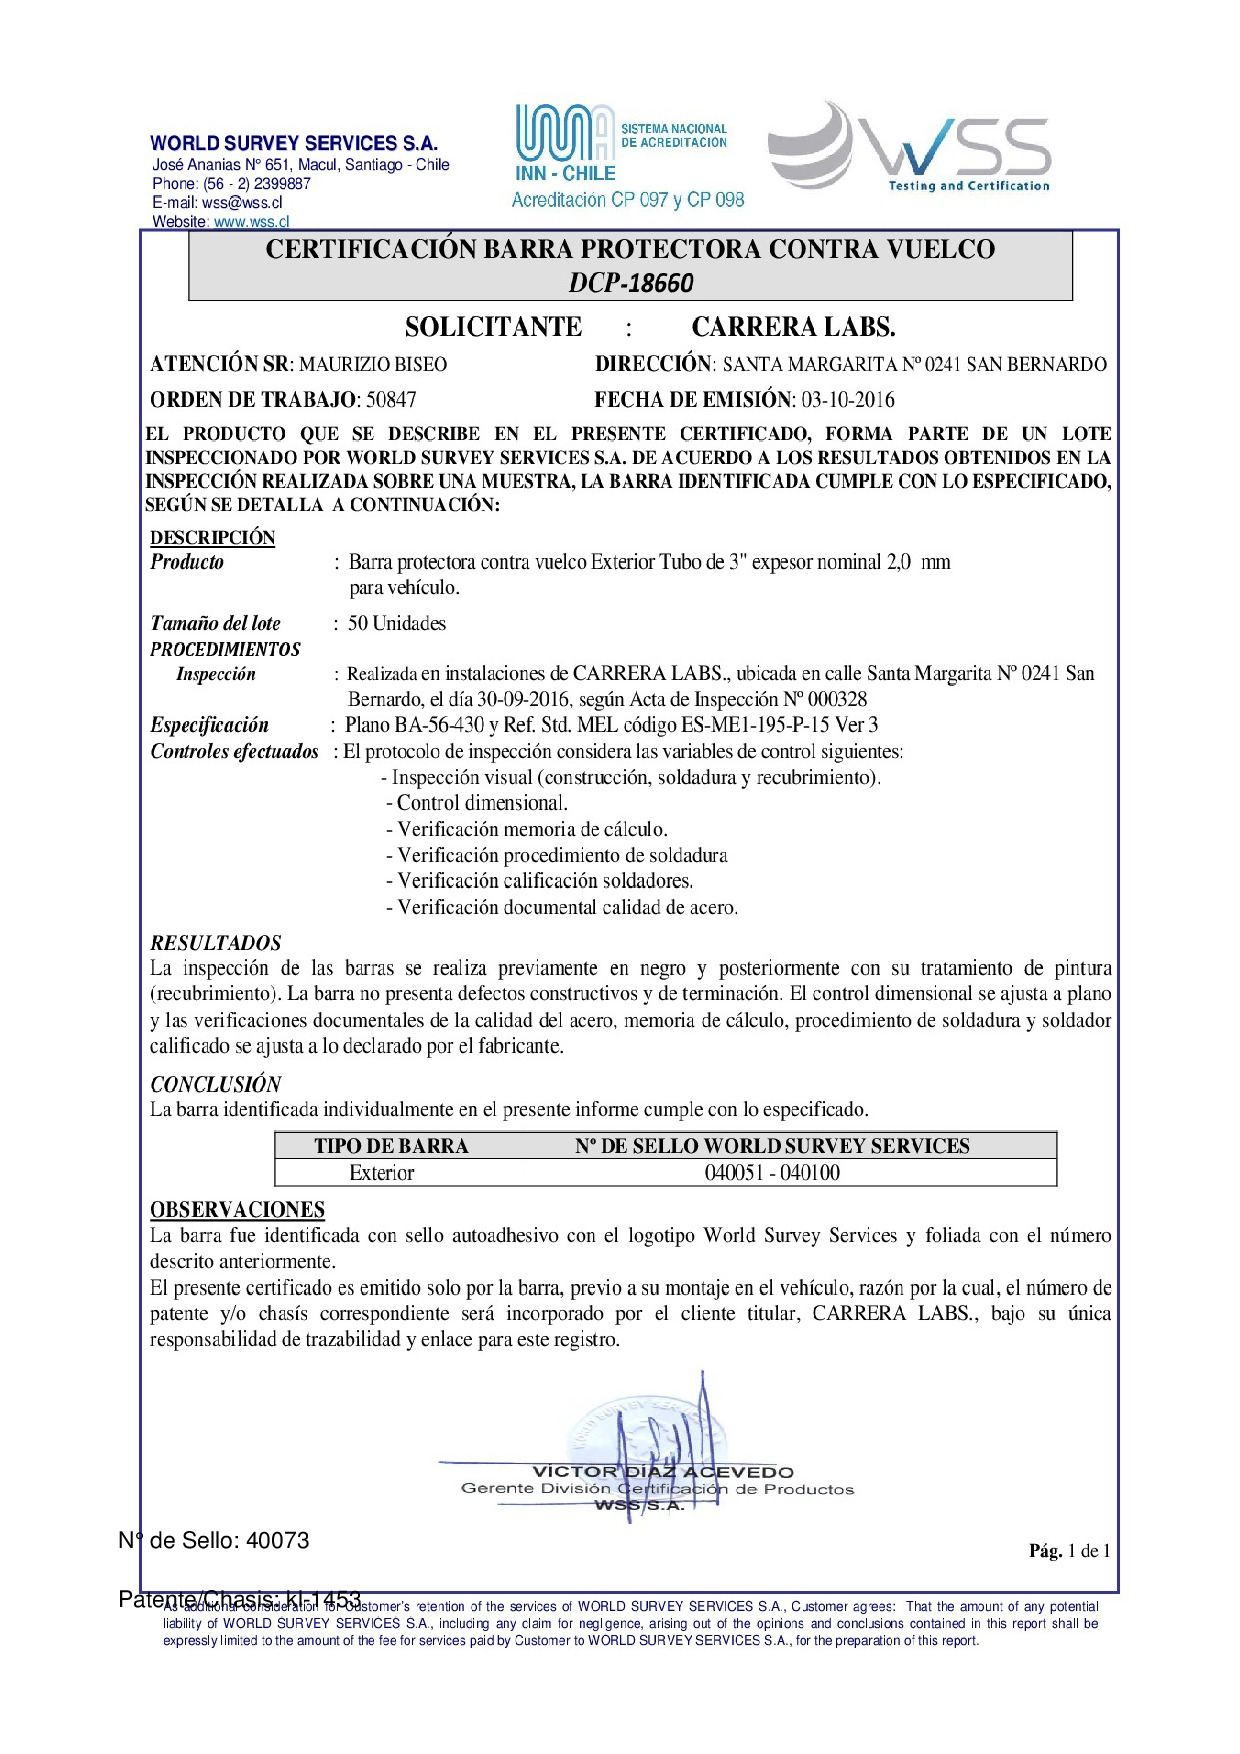 WORLD SURVEY SERVICES S.A.
José Ananias N° 651, Macul, Santiago - Chile
Phone: (56 - 2) 2399887
E-mail: wss@wss.cl
Website: www.wss.cl
SISTEMA NACIONAL
DE ACREDITACION
INN - CHILE
Acreditación CP 097 y CP 098
WSS
Testing and Certification
CERTIFICACIÓN BARRA PROTECTORA CONTRA VUELCO
DCP-18660
SOLICITANTE : CARRERA LABS.
ATENCIÓN SR: MAURIZIO BISEO DIRECCIÓN: SANTA MARGARITA Nº 0241 SAN BERNARDO
ORDEN DE TRABAJO: 50847 FECHA DE EMISIÓN: 03-10-2016
EL PRODUCTO QUE SE DESCRIBE EN EL PRESENTE CERTIFICADO, FORMA PARTE DE UN LOTE
INSPECCIONADO POR WORLD SURVEY SERVICES S.A. DE ACUERDO A LOS RESULTADOS OBTENIDOS EN LA
INSPECCIÓN REALIZADA SOBRE UNA MUESTRA, LA BARRA IDENTIFICADA CUMPLE CON LO ESPECIFICADO,
SEGÚN SE DETALLA A CONTINUACIÓN:
DESCRIPCIÓN
Producto : Barra protectora contra vuelco Exterior Tubo de 3" expesor nominal 2,0 mm
para vehículo.
Tamaño del lote : 50 Unidades
PROCEDIMIENTOS
Inspección : Realizada en instalaciones de CARRERA LABS., ubicada en calle Santa Margarita Nº 0241 San
Bernardo, el día 30-09-2016, según Acta de Inspección Nº 000328
Especificación : Plano BA-56-430 y Ref. Std. MEL código ES-ME1-195-P-15 Ver 3
Controles efectuados : El protocolo de inspección considera las variables de control siguientes:
- Inspección visual (construcción, soldadura y recubrimiento).
- Control dimensional.
- Verificación memoria de cálculo.
- Verificación procedimiento de soldadura
- Verificación calificación soldadores.
- Verificación documental calidad de acero.
RESULTADOS
La inspección de las barras se realiza previamente en negro y posteriormente con su tratamiento de pintura
(recubrimiento). La barra no presenta defectos constructivos y de terminación. El control dimensional se ajusta a plano
y las verificaciones documentales de la calidad del acero, memoria de cálculo, procedimiento de soldadura y soldador
calificado se ajusta a lo declarado por el fabricante.
CONCLUSIÓN
La barra identificada individualmente en el presente informe cumple con lo especificado.
TIPO DE BARRA Nº DE SELLO WORLD SURVEY SERVICES
Exterior 040051 - 040100
OBSERVACIONES
La barra fue identificada con sello autoadhesivo con el logotipo World Survey Services y foliada con el número
descrito anteriormente.
El presente certificado es emitido solo por la barra, previo a su montaje en el vehículo, razón por la cual, el número de
patente y/o chasís correspondiente será incorporado por el cliente titular, CARRERA LABS., bajo su única
responsabilidad de trazabilidad y enlace para este registro.
VÍCTOR DÍAZ ACEVEDO
Gerente División Certificación de Productos
WSS S.A.
N° de Sello: 40073
Pág. 1 de 1
Patente/Chasis: kl-1453
As additional consideration for Customer's retention of the services of WORLD SURVEY SERVICES S.A., Customer agrees: That the amount of any potential
liability of WORLD SURVEY SERVICES S.A., including any claim for negligence, arising out of the opinions and conclusions contained in this report shall be
expressly limited to the amount of the fee for services paid by Customer to WORLD SURVEY SERVICES S.A., for the preparation of this report.